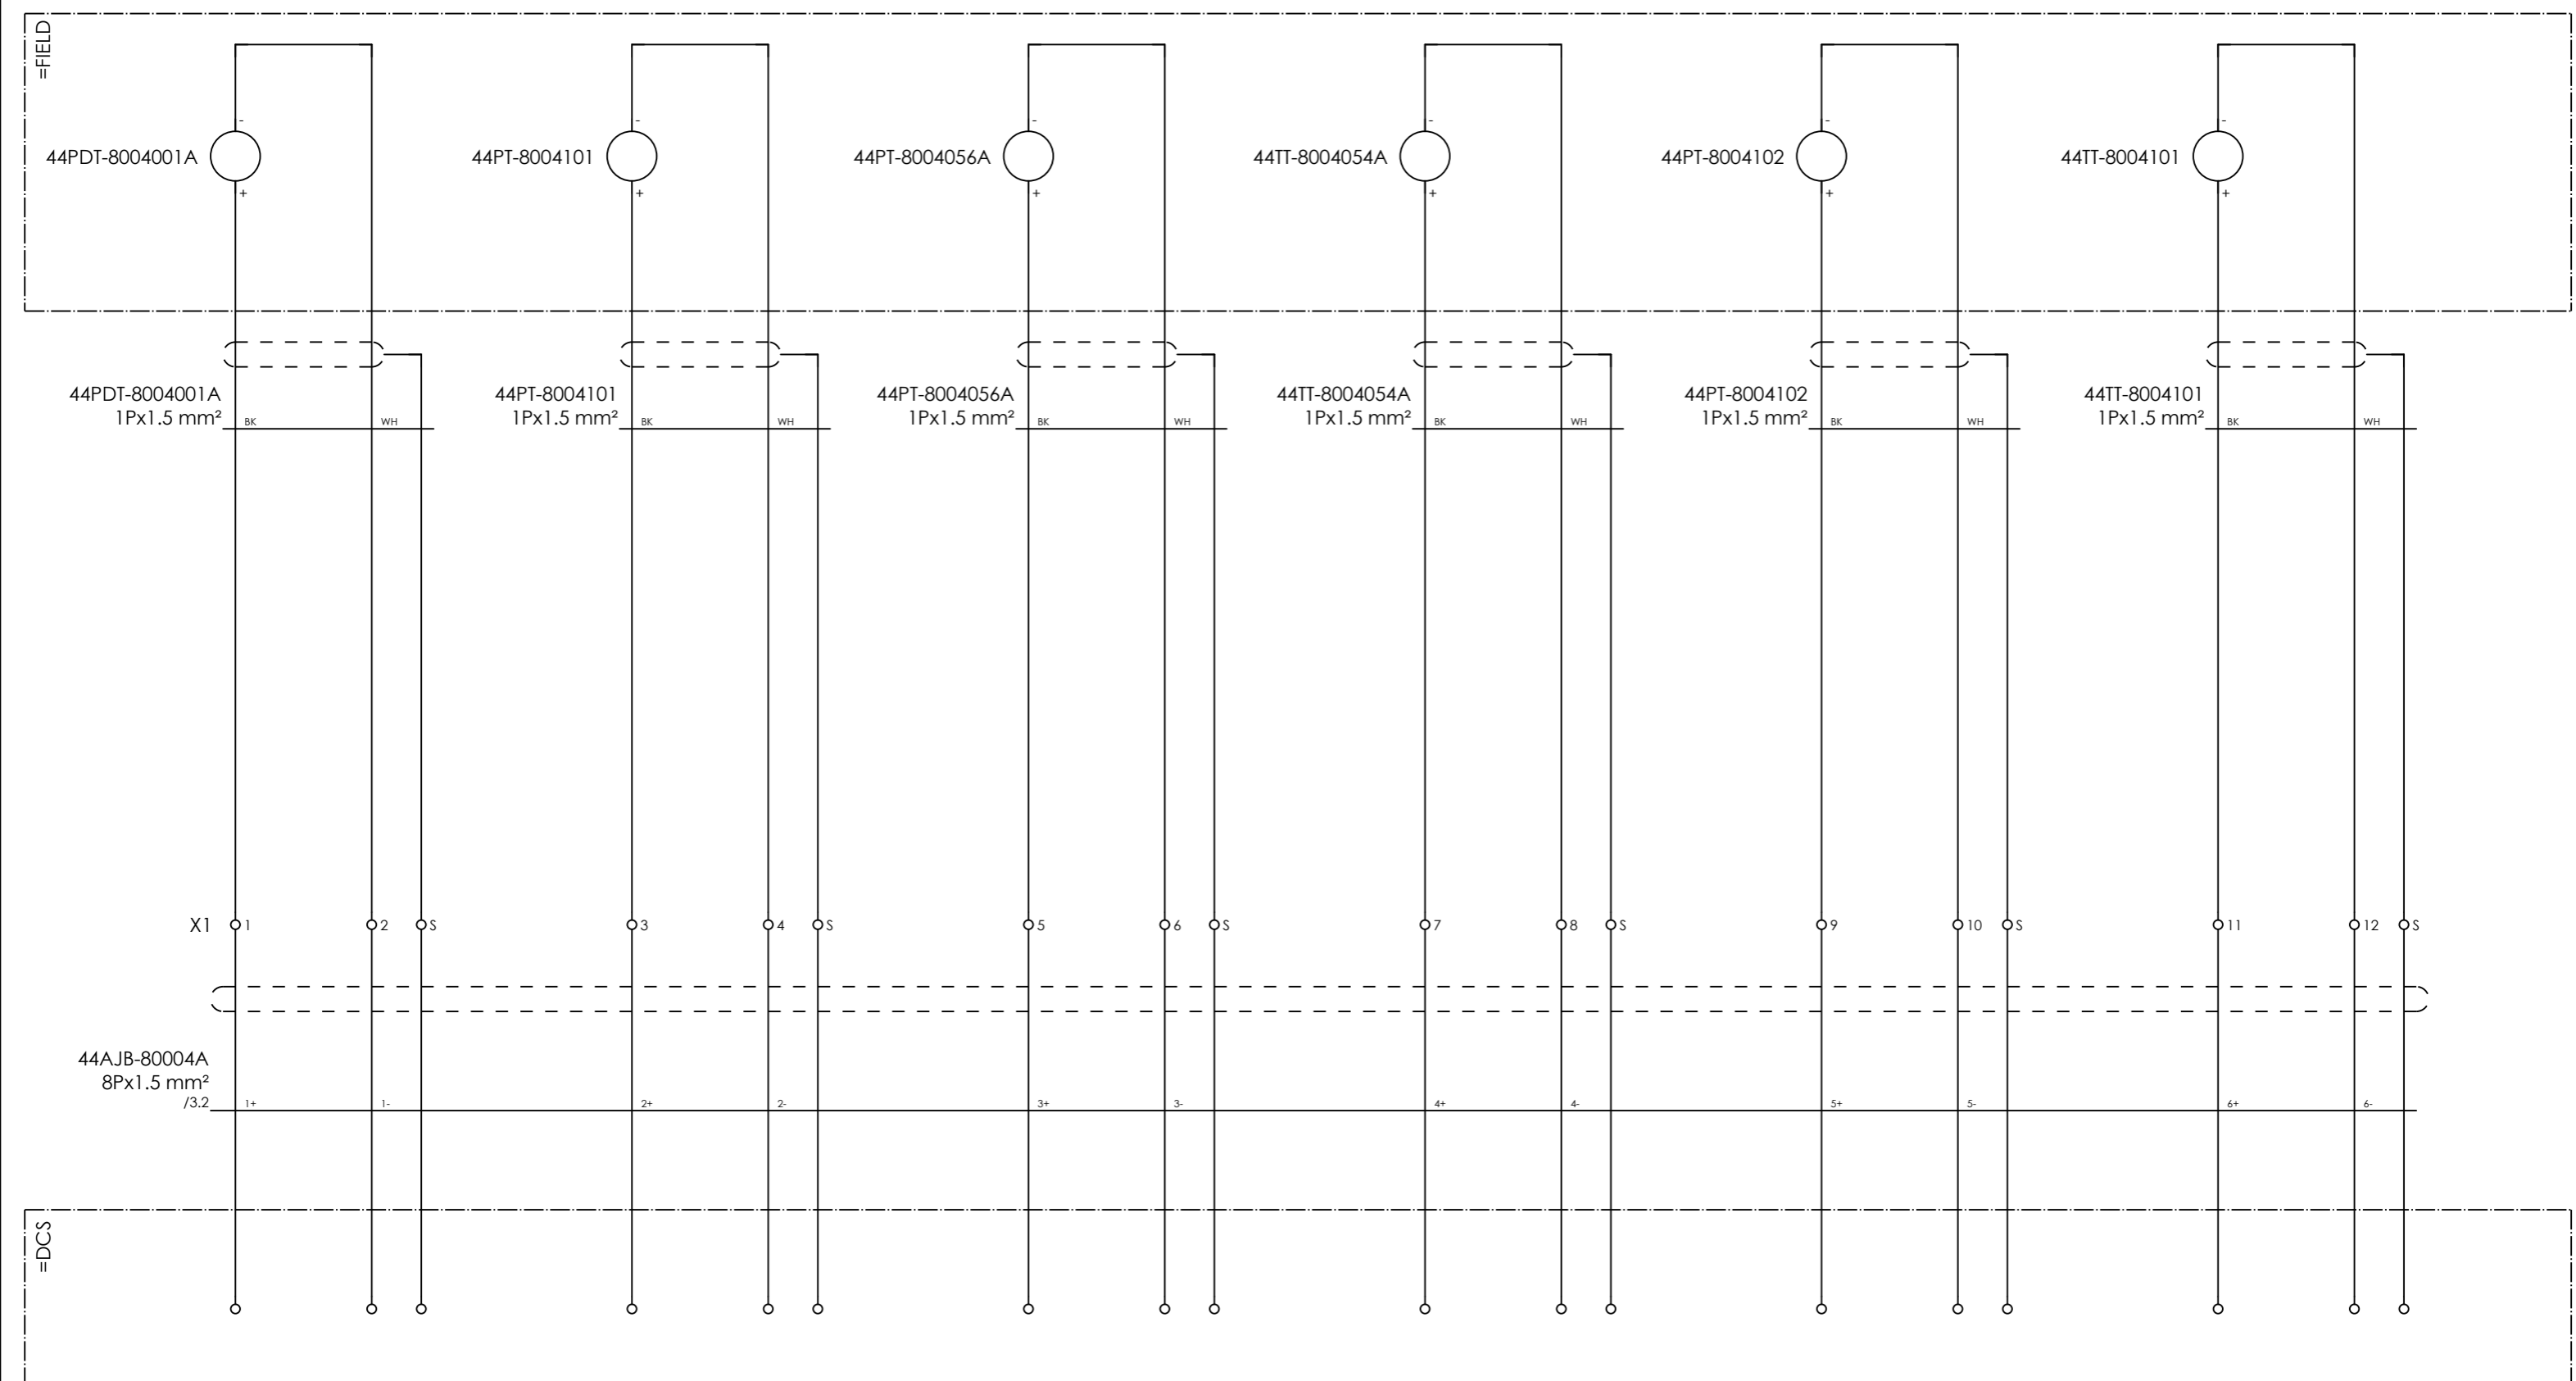 =FIELD
- - - - - -
44PDT-8004001A 44PT-8004101 44PT-8004056A 44TT-8004054A 44PT-8004102 44TT-8004101
+ + + + + +
44PDT-8004001A 44PT-8004101 44PT-8004056A 44TT-8004054A 44PT-8004102 44TT-8004101
1Px1.5 mm² BK WH 1Px1.5 mm² BK WH 1Px1.5 mm² BK WH 1Px1.5 mm² BK WH 1Px1.5 mm² BK WH 1Px1.5 mm² BK WH
X1 1 2 S 3 4 S 5 6 S 7 8 S 9 10 S 11 12 S
44AJB-80004A
8Px1.5 mm²
/3.2 1+ 1- 2+ 2- 3+ 3- 4+ 4- 5+ 5- 6+ 6-
=DCS